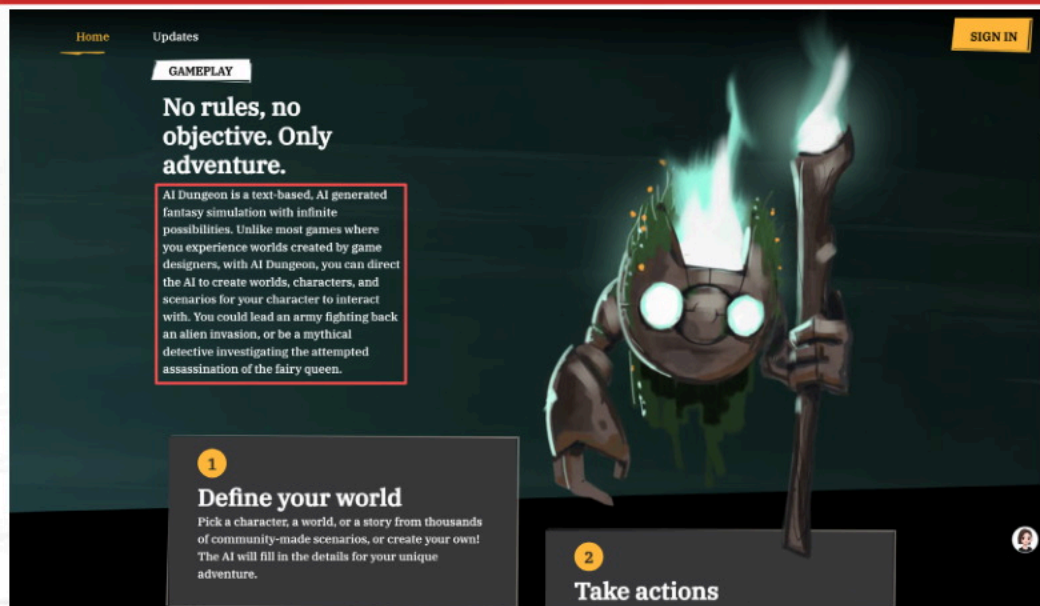 Home
Updates
SIGN IN
GAMEPLAY
No rules, no
objective. Only
adventure.
AI Dungeon is a text-based, AI generated
fantasy simulation with infinite
possibilities. Unlike most games where
you experience worlds created by game
designers, with AI Dungeon, you can direct
the AI to create worlds, characters, and
scenarios for your character to interact
with. You could lead an army fighting back
an alien invasion, or be a mythical
detective investigating the attempted
assassination of the fairy queen.
1
Define your world
Pick a character, a world, or a story from thousands
of community-made scenarios, or create your own!
The AI will fill in the details for your unique
adventure.
2
Take actions